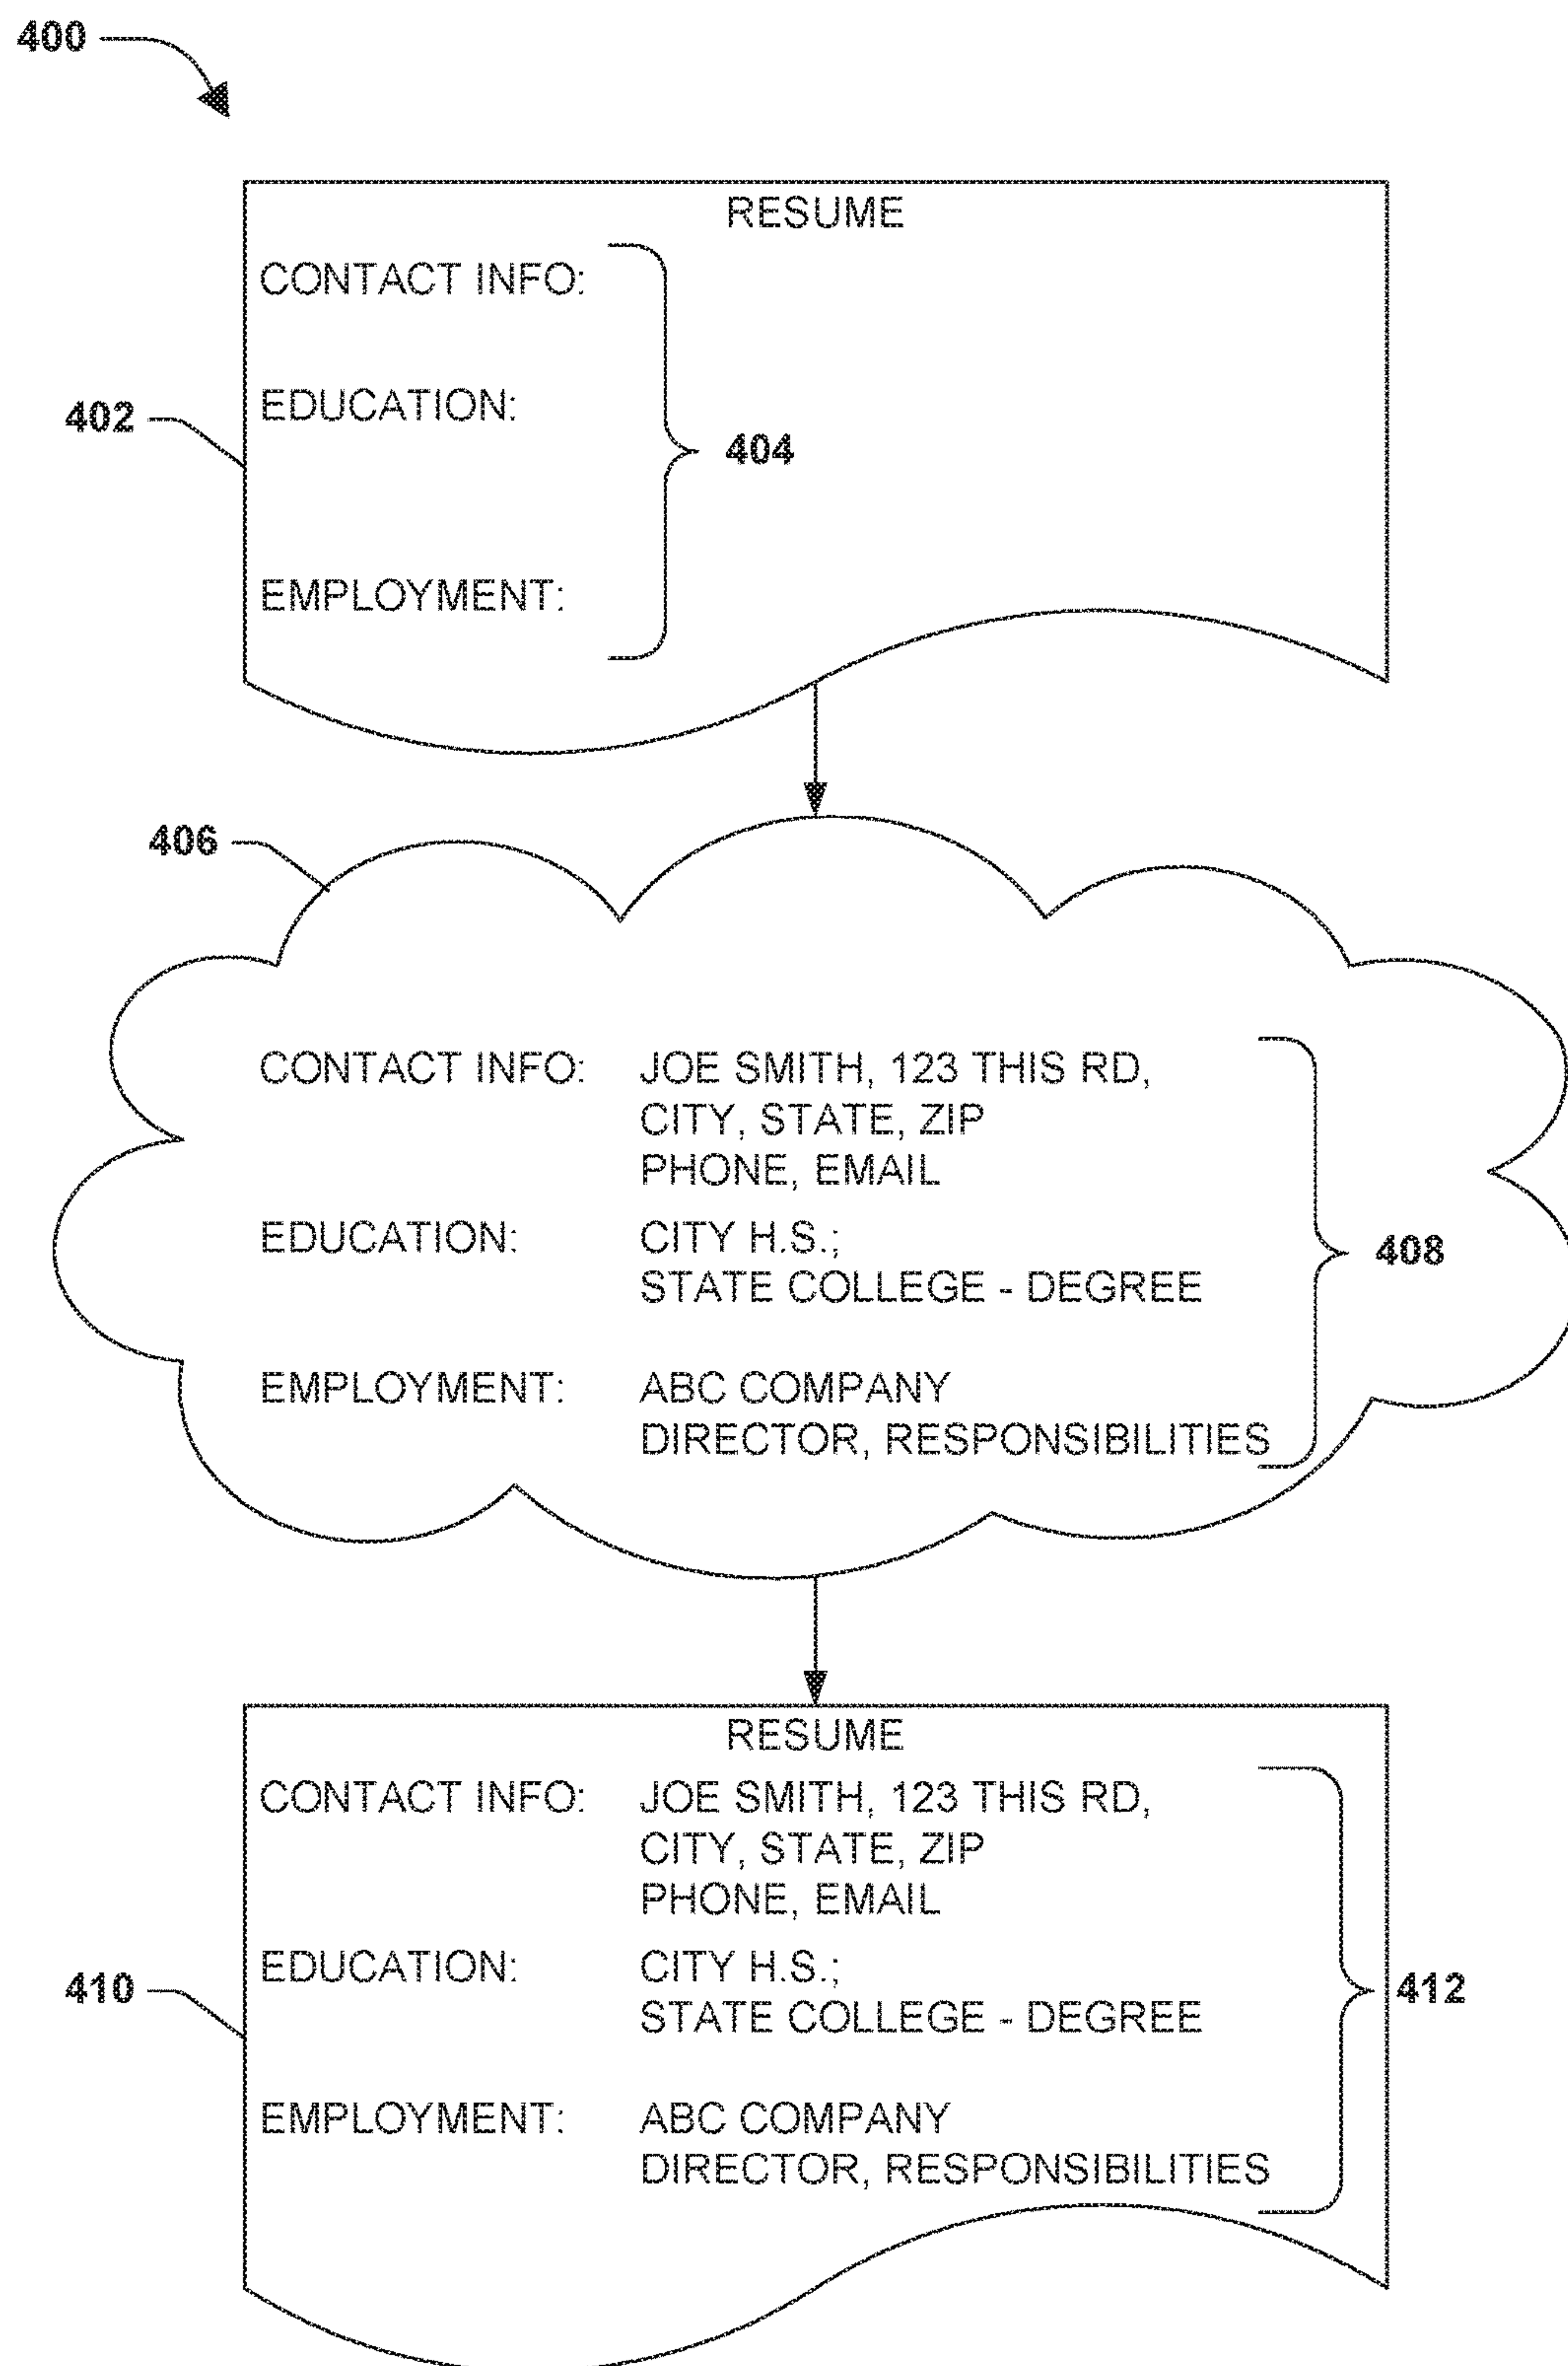 400
RESUME
CONTACT INFO:
402
EDUCATION:
404
EMPLOYMENT:
406
CONTACT INFO: JOE SMITH, 123 THIS RD,
CITY, STATE, ZIP
PHONE, EMAIL
EDUCATION: CITY H.S.;
408
STATE COLLEGE - DEGREE
EMPLOYMENT: ABC COMPANY
DIRECTOR, RESPONSIBILITIES
RESUME
CONTACT INFO: JOE SMITH, 123 THIS RD,
CITY, STATE, ZIP
PHONE, EMAIL
EDUCATION: CITY H.S.;
410
412
STATE COLLEGE - DEGREE
EMPLOYMENT: ABC COMPANY
DIRECTOR, RESPONSIBILITIES